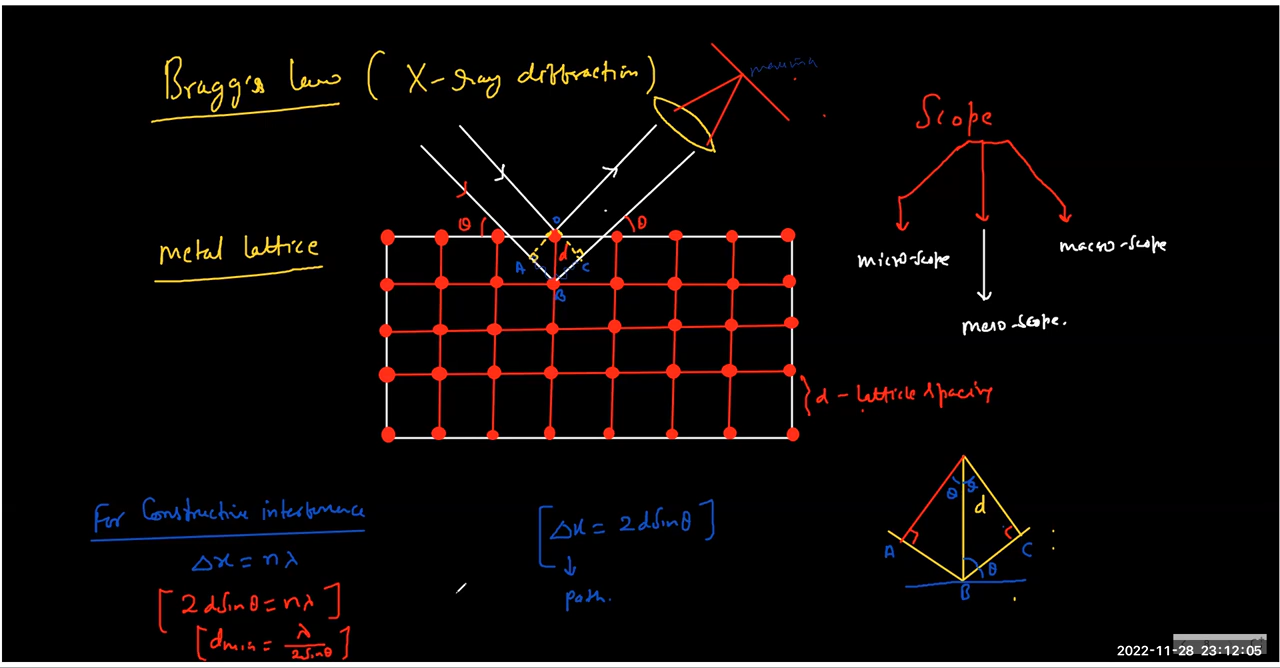 Bragg's law ( X-ray diffraction)
maxima
Scope
micro-scope
macro-scope
meso-scope.
metal lattice
θ
θ
D
d
A
C
B
} d - lattice spacing
For Constructive interference
Δx = nλ
[2dsinθ = nλ]
[dmin = λ/2sinθ]
[Δx = 2dsinθ]
path.
θ θ
d
A
C
θ
B
2022-11-28 23:12:05